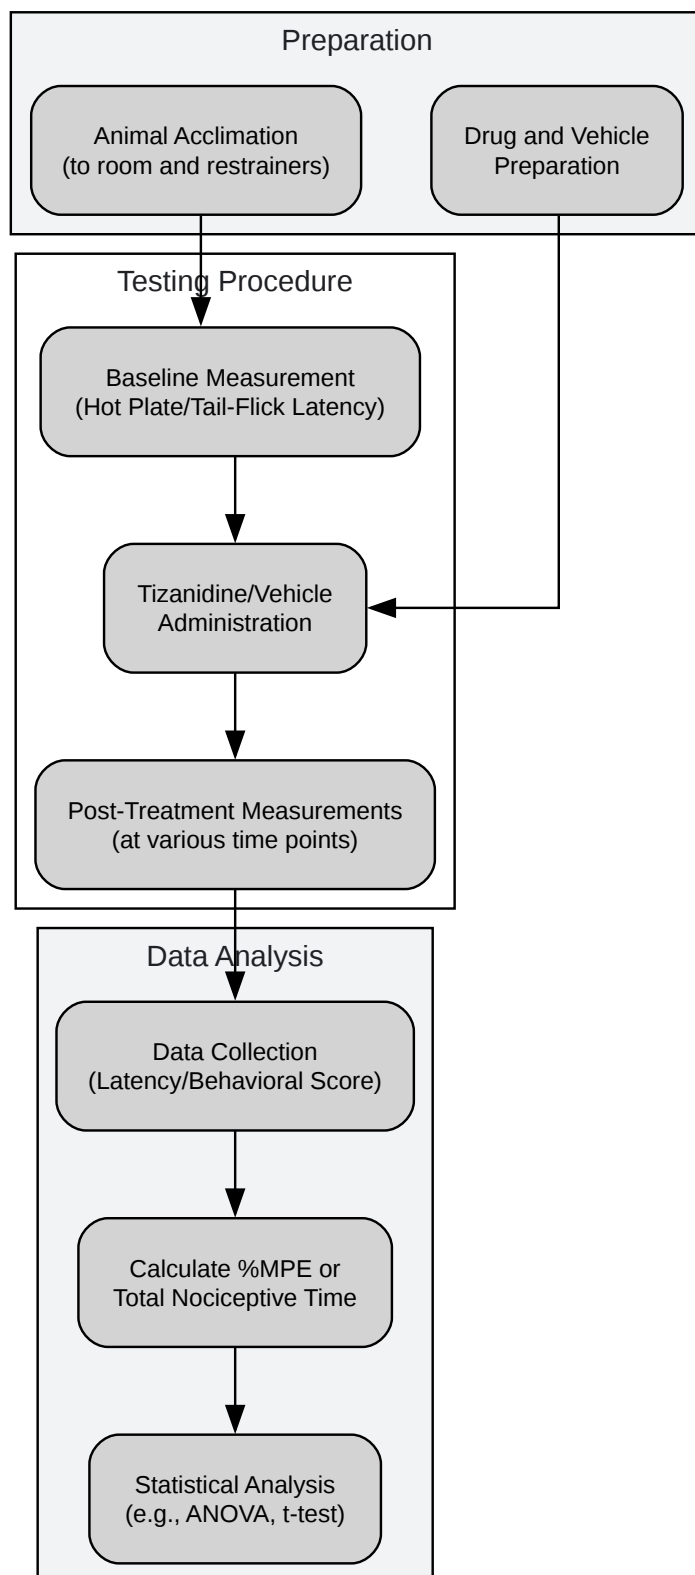 Preparation
Animal Acclimation
(to room and restrainers)
Drug and Vehicle
Preparation
Testing Procedure
Baseline Measurement
(Hot Plate/Tail-Flick Latency)
Tizanidine/Vehicle
Administration
Post-Treatment Measurements
(at various time points)
Data Analysis
Data Collection
(Latency/Behavioral Score)
Calculate %MPE or
Total Nociceptive Time
Statistical Analysis
(e.g., ANOVA, t-test)